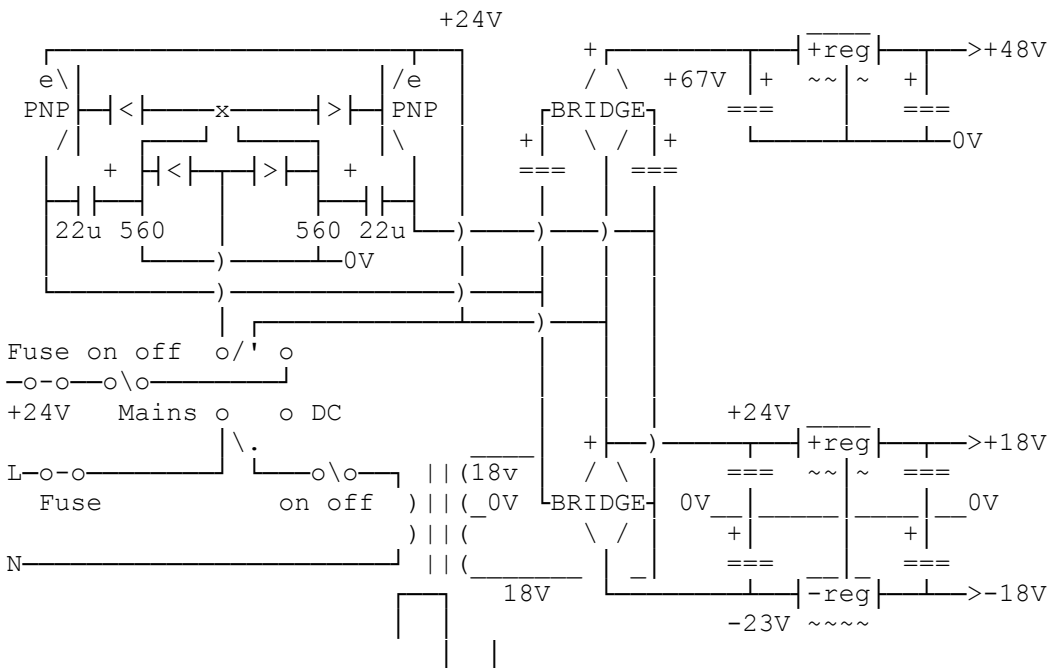 +24V
+ +reg >+48V
e\ /e / \ +67V + ~~ ~ +
PNP < x > PNP BRIDGE === ===
/ \ + \ / + 0V
+ < > + === ===
22u 560 560 22u ) ) )
) 0V
) )
)
Fuse on off o/' o
-o-o--o\o
+24V Mains o o DC +24V
\. + ) +reg >+18V
L-o-o o\o ||(18v / \ === ~~ ~ ===
Fuse on off )||(_0V BRIDGE 0V 0V
)||( \ / + +
N ||( === ===
18V -reg >-18V
-23V ~~~~